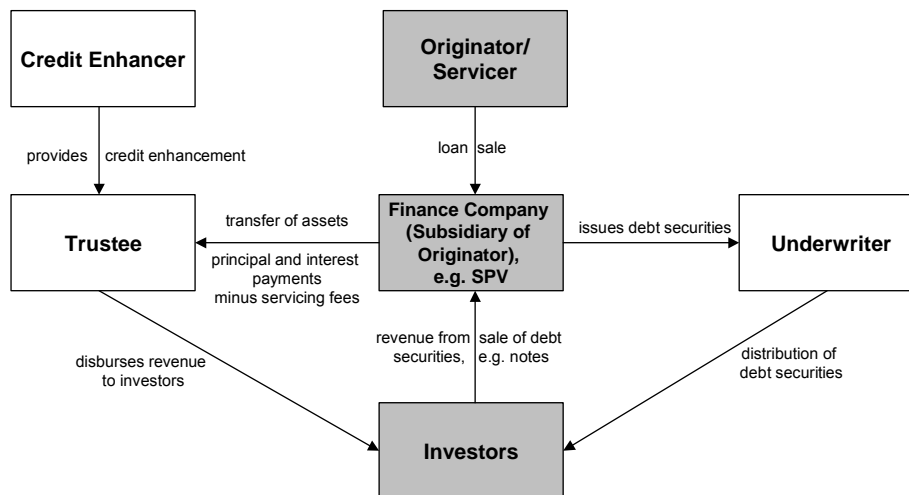 Credit Enhancer
Originator/
Servicer
provides credit enhancement
loan sale
Trustee
transfer of assets
principal and interest
payments
minus servicing fees
Finance Company
(Subsidiary of
Originator),
e.g. SPV
issues debt securities
Underwriter
disburses revenue
to investors
revenue from sale of debt
securities, e.g. notes
distribution of
debt securities
Investors